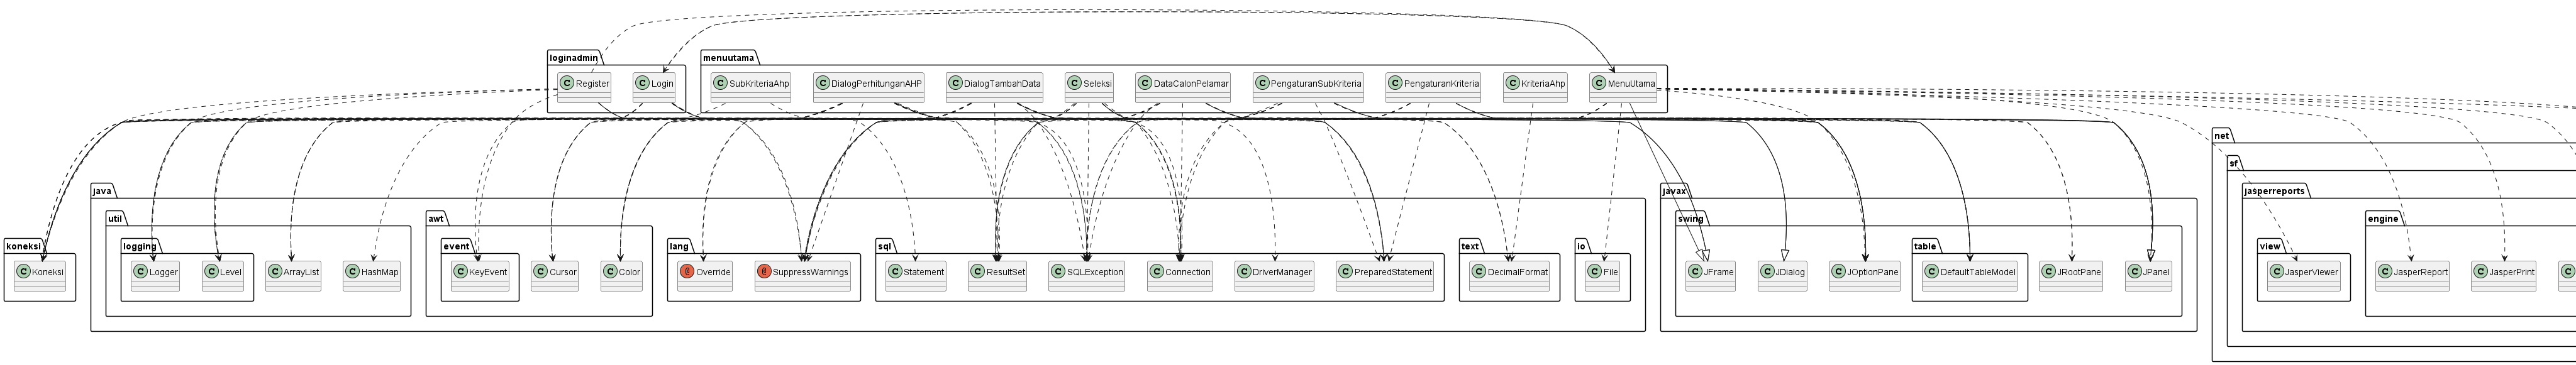 loginadmin
C Register
C Login
menuutama
C SubKriteriaAhp
C DialogPerhitunganAHP
C DialogTambahData
C Seleksi
C DataCalonPelamar
C PengaturanSubKriteria
C PengaturanKriteria
C KriteriaAhp
C MenuUtama
koneksi
C Koneksi
java
util
logging
C Logger
C Level
C ArrayList
C HashMap
awt
event
C KeyEvent
C Cursor
C Color
lang
@ Override
@ SuppressWarnings
sql
C Statement
C ResultSet
C SQLException
C Connection
C DriverManager
C PreparedStatement
text
C DecimalFormat
io
C File
javax
swing
C JFrame
C JDialog
C JOptionPane
table
C DefaultTableModel
C JRootPane
C JPanel
net
sf
jasperreports
view
C JasperViewer
engine
C JasperReport
C JasperPrint
C